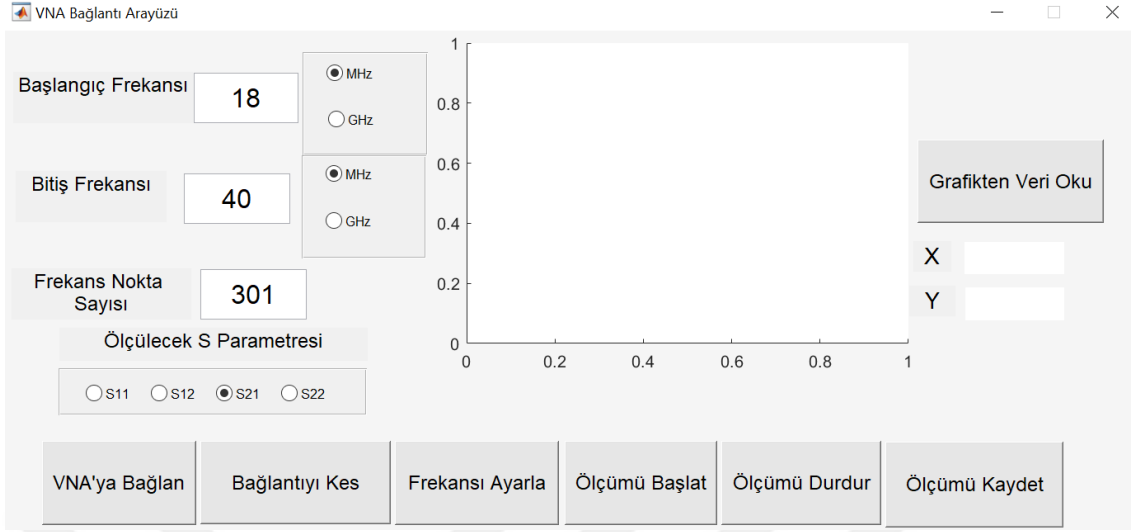 VNA Bağlantı Arayüzü
Başlangıç Frekansı
18
MHz
GHz
Bitiş Frekansı
40
MHz
GHz
Frekans Nokta
Sayısı
301
Ölçülecek S Parametresi
S11 S12 S21 S22
1
0.8
0.6
0.4
0.2
0
0 0.2 0.4 0.6 0.8 1
Grafikten Veri Oku
X
Y
VNA'ya Bağlan Bağlantıyı Kes Frekansı Ayarla Ölçümü Başlat Ölçümü Durdur Ölçümü Kaydet